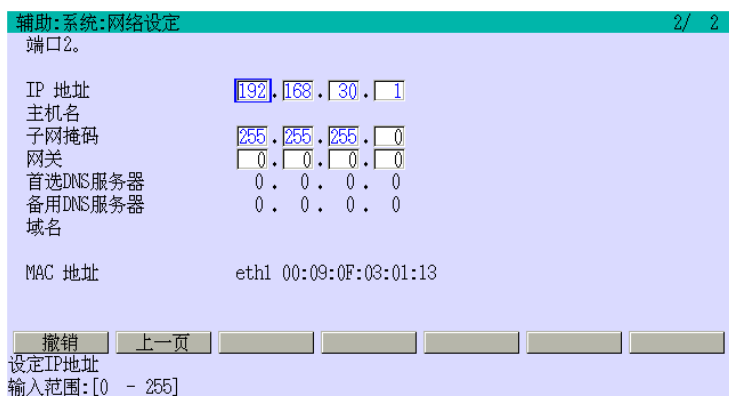 辅助:系统:网络设定 2/ 2
端口2。
IP 地址 192. 168. 30. 1
主机名
子网掩码 255. 255. 255. 0
网关 0. 0. 0. 0
首选DNS服务器 0. 0. 0. 0
备用DNS服务器 0. 0. 0. 0
域名
MAC 地址 eth1 00:09:0F:03:01:13
撤销 上一页
设定IP地址
输入范围:[0 - 255]